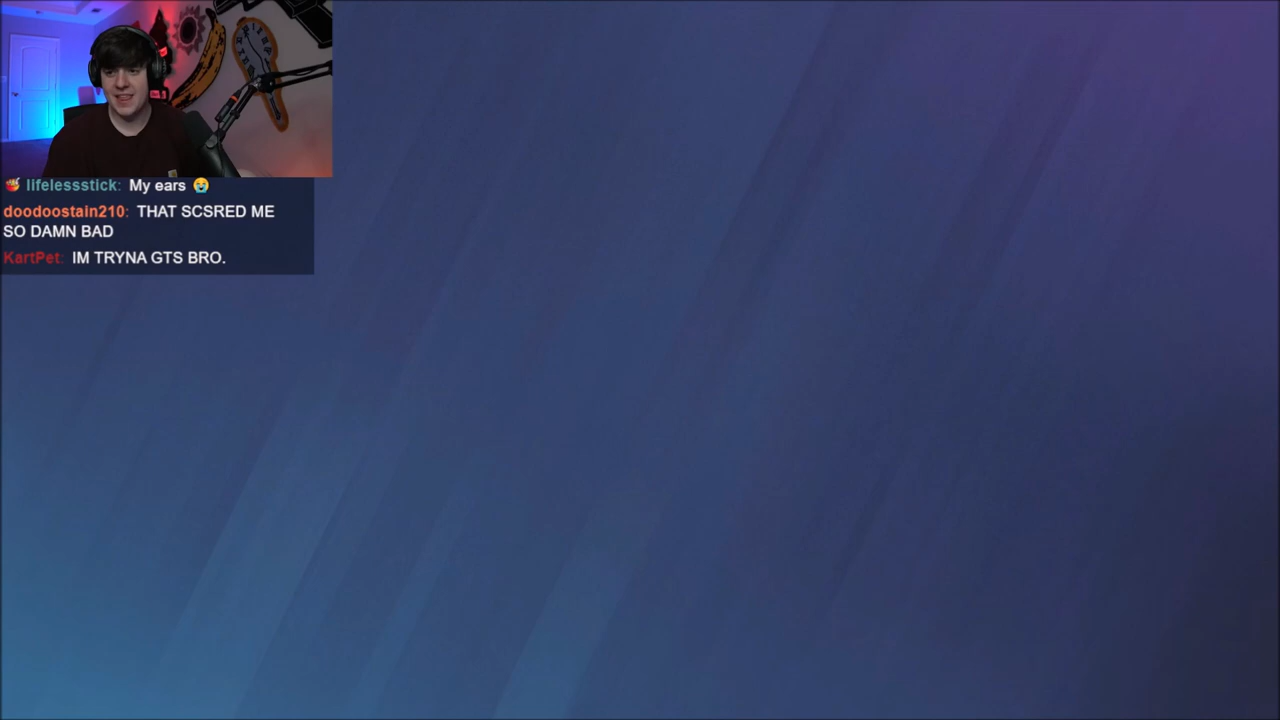 lifelessstick: My ears 😭
doodoostain210: THAT SCSRED ME
SO DAMN BAD
KartPet: IM TRYNA GTS BRO.